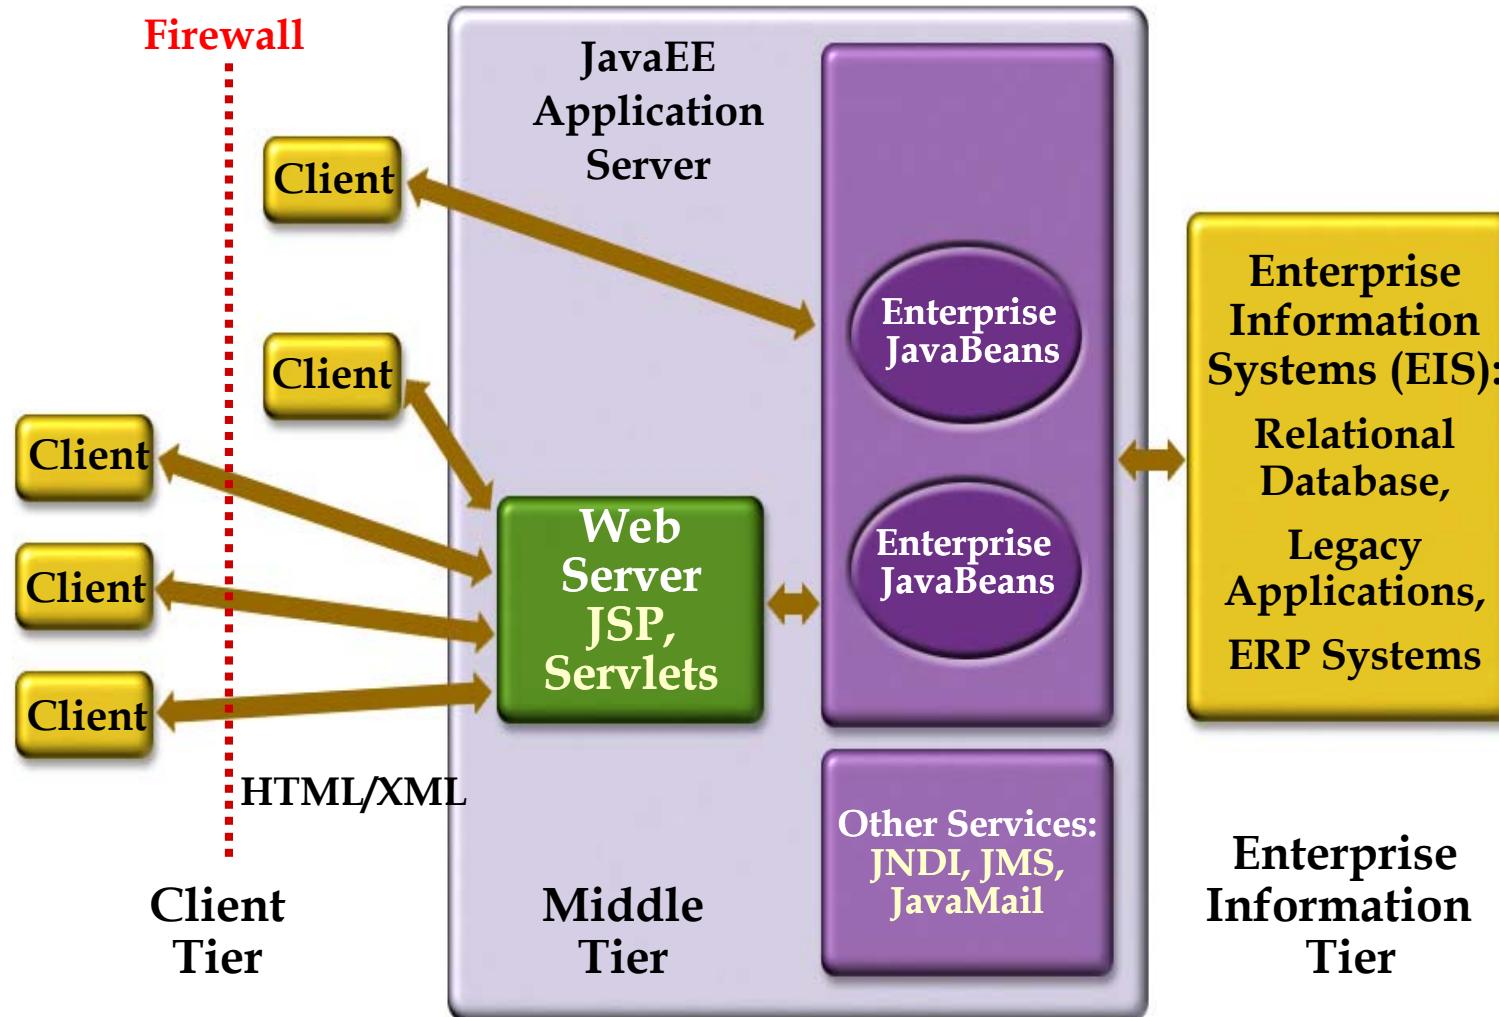 Firewall
JavaEE
Application
Server
Client
Client
Client
Client
Client
HTML/XML
Web
Server
JSP,
Servlets
Enterprise
JavaBeans
Enterprise
JavaBeans
Other Services:
JNDI, JMS,
JavaMail
Enterprise
Information
Systems (EIS):
Relational
Database,
Legacy
Applications,
ERP Systems
Client
Tier
Middle
Tier
Enterprise
Information
Tier